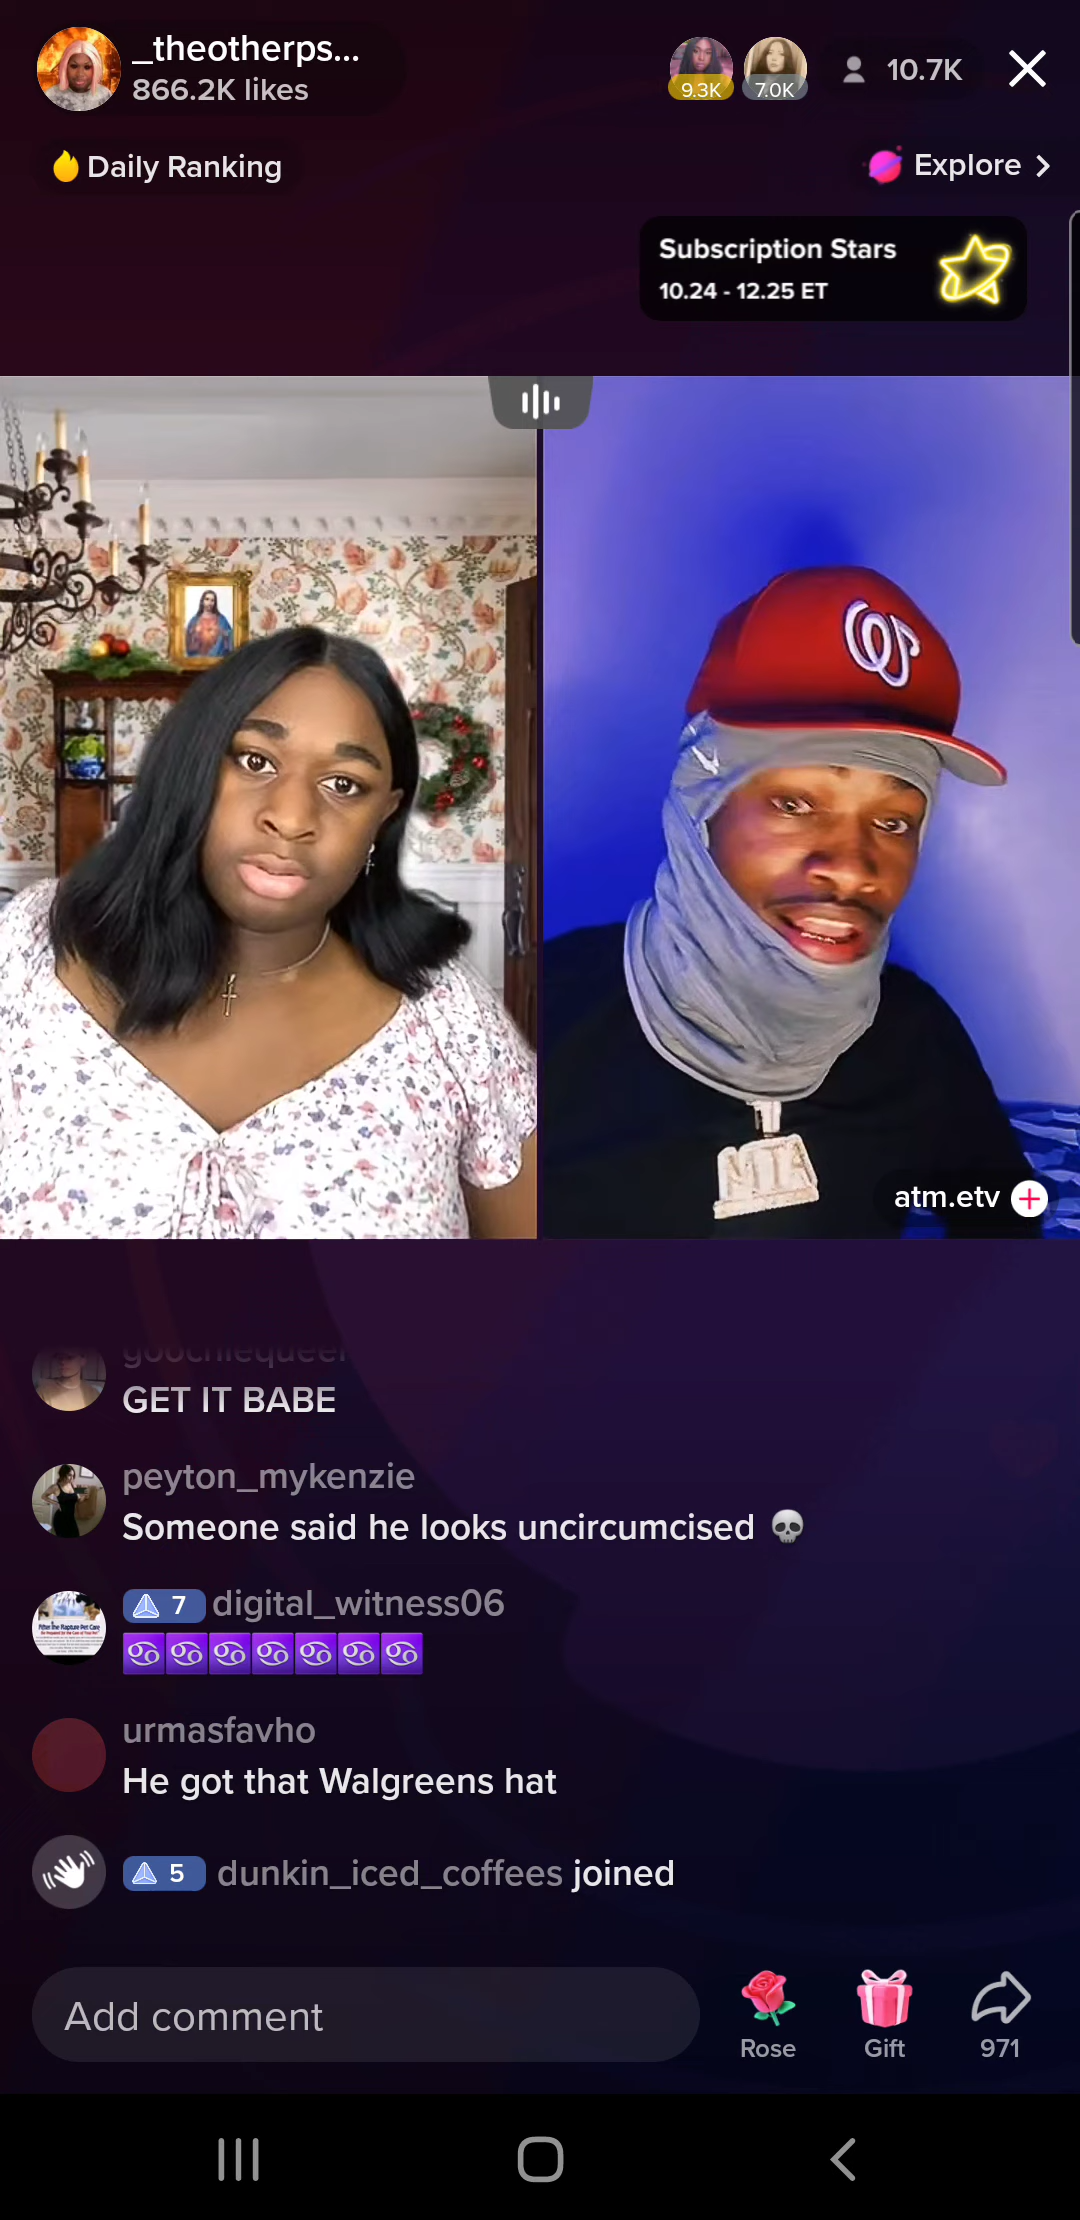 _theotherps...
866.2K likes
9.3K
7.0K
10.7K
Daily Ranking
Explore >
Subscription Stars
10.24 - 12.25 ET
atm.etv
goochiequeer
GET IT BABE
peyton_mykenzie
Someone said he looks uncircumcised 💀
7 digital_witness06
♋♋♋♋♋♋♋
urmasfavho
He got that Walgreens hat
5 dunkin_iced_coffees joined
Add comment
Rose
Gift
971